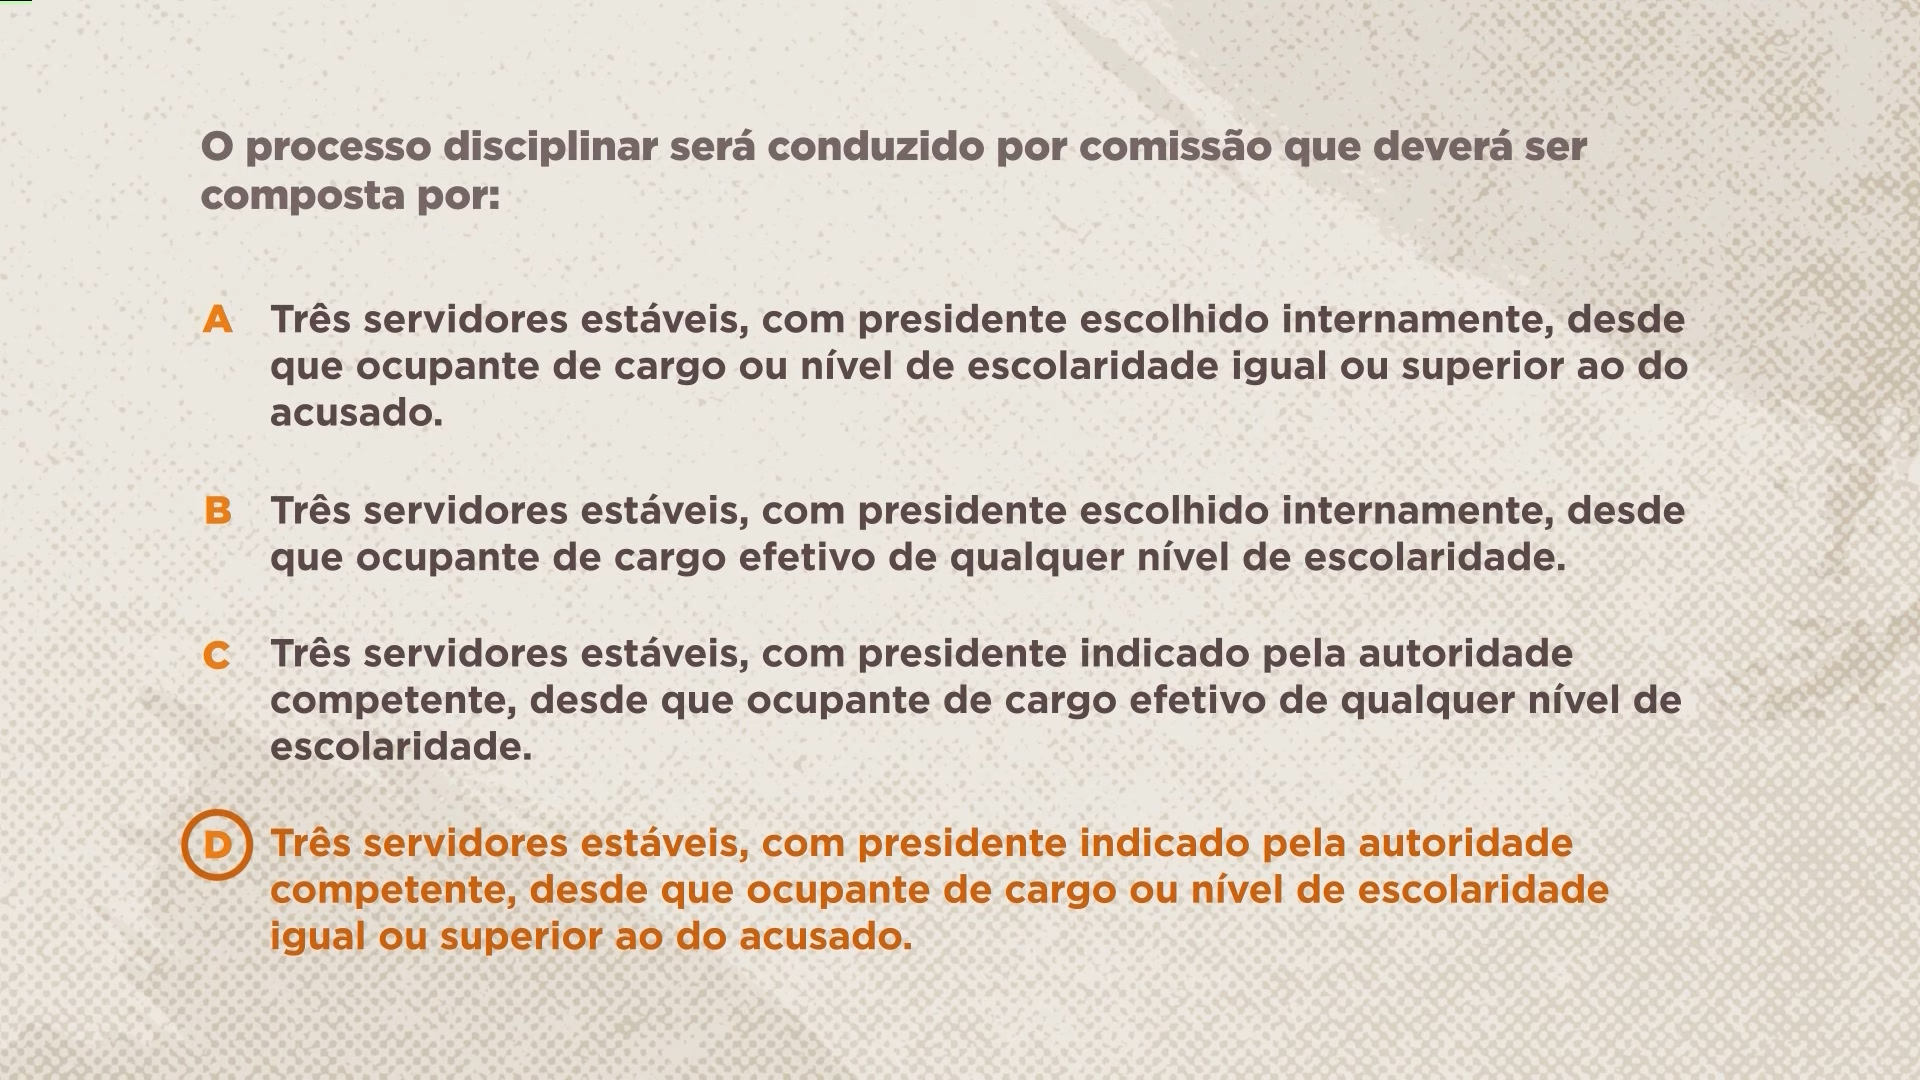 O processo disciplinar será conduzido por comissão que deverá ser
composta por:
A Três servidores estáveis, com presidente escolhido internamente, desde
que ocupante de cargo ou nível de escolaridade igual ou superior ao do
acusado.
B Três servidores estáveis, com presidente escolhido internamente, desde
que ocupante de cargo efetivo de qualquer nível de escolaridade.
C Três servidores estáveis, com presidente indicado pela autoridade
competente, desde que ocupante de cargo efetivo de qualquer nível de
escolaridade.
D Três servidores estáveis, com presidente indicado pela autoridade
competente, desde que ocupante de cargo ou nível de escolaridade
igual ou superior ao do acusado.